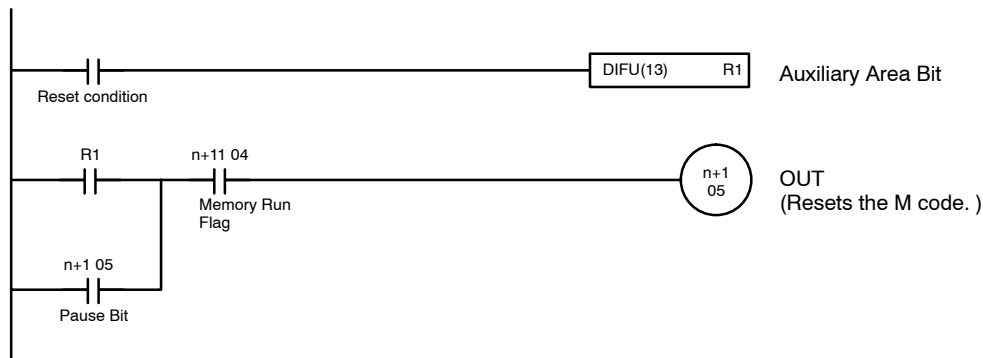 DIFU(13) R1
Auxiliary Area Bit
Reset condition
R1
n+11 04
n+1
05
OUT
(Resets the M code. )
Memory Run
Flag
n+1 05
Pause Bit